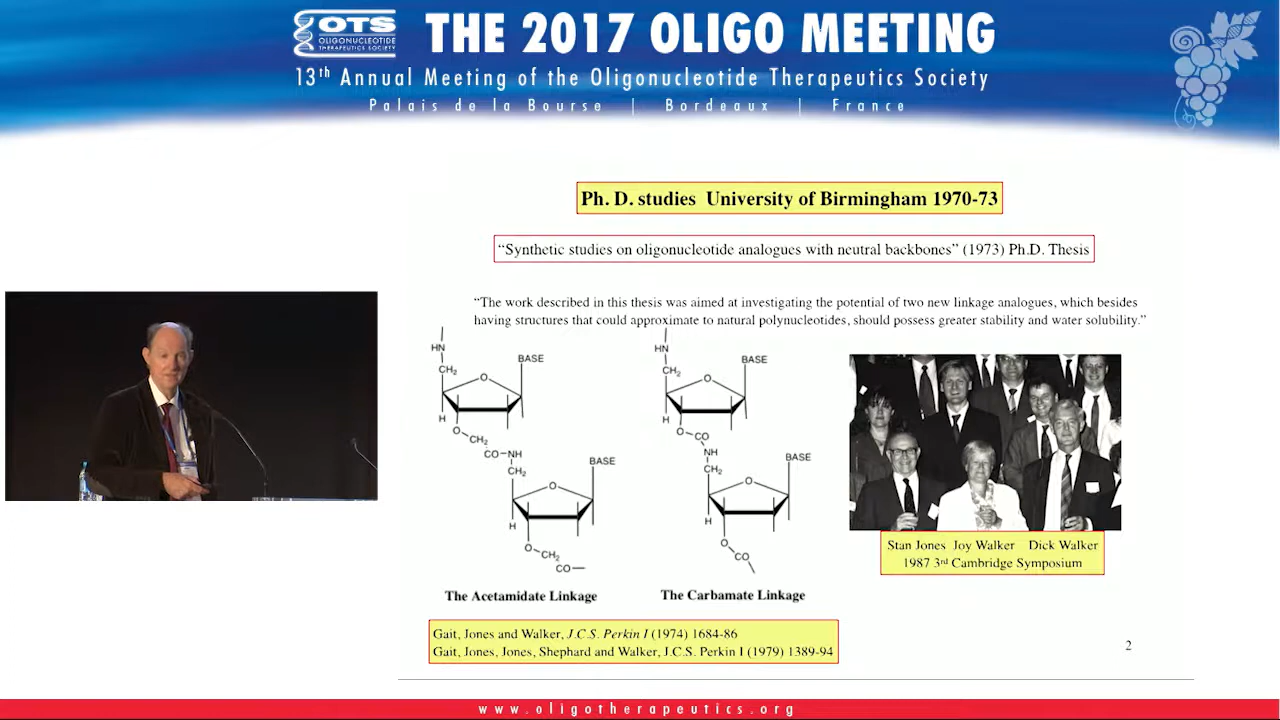 OTS
OLIGONUCLEOTIDE
THERAPEUTICS SOCIETY
THE 2017 OLIGO MEETING
13th Annual Meeting of the Oligonucleotide Therapeutics Society
Palais de la Bourse | Bordeaux | France
Ph. D. studies University of Birmingham 1970-73
“Synthetic studies on oligonucleotide analogues with neutral backbones” (1973) Ph.D. Thesis
“The work described in this thesis was aimed at investigating the potential of two new linkage analogues, which besides
having structures that could approximate to natural polynucleotides, should possess greater stability and water solubility.”
HN
CH2
O
BASE
H
O
CH2
CO-NH
CH2
O
BASE
H
O
CH2
CO
The Acetamidate Linkage
HN
CH2
O
BASE
H
O
CO
NH
CH2
O
BASE
H
O
CO
The Carbamate Linkage
Stan Jones Joy Walker Dick Walker
1987 3rd Cambridge Symposium
Gait, Jones and Walker, J.C.S. Perkin I (1974) 1684-86
Gait, Jones, Jones, Shephard and Walker, J.C.S. Perkin I (1979) 1389-94
2
www.oligotherapeutics.org